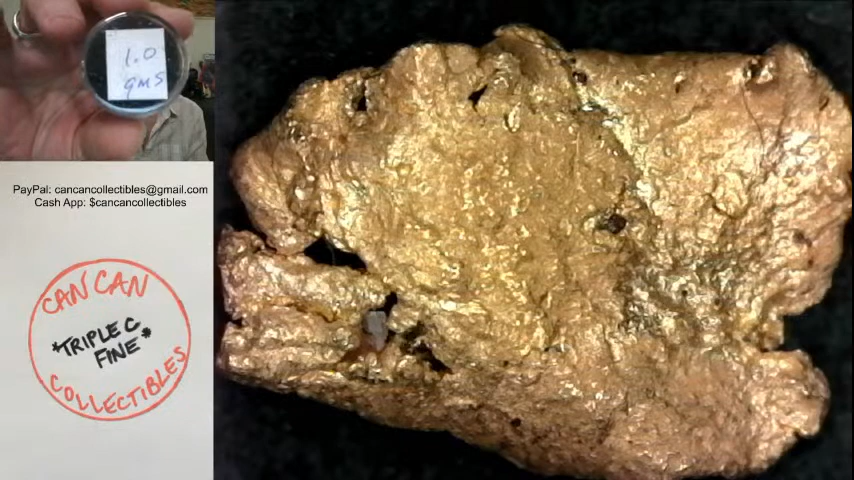 1.0
gms
PayPal: cancancollectibles@gmail.com
Cash App: $cancancollectibles
CAN CAN
*TRIPLE C*
FINE
COLLECTIBLES